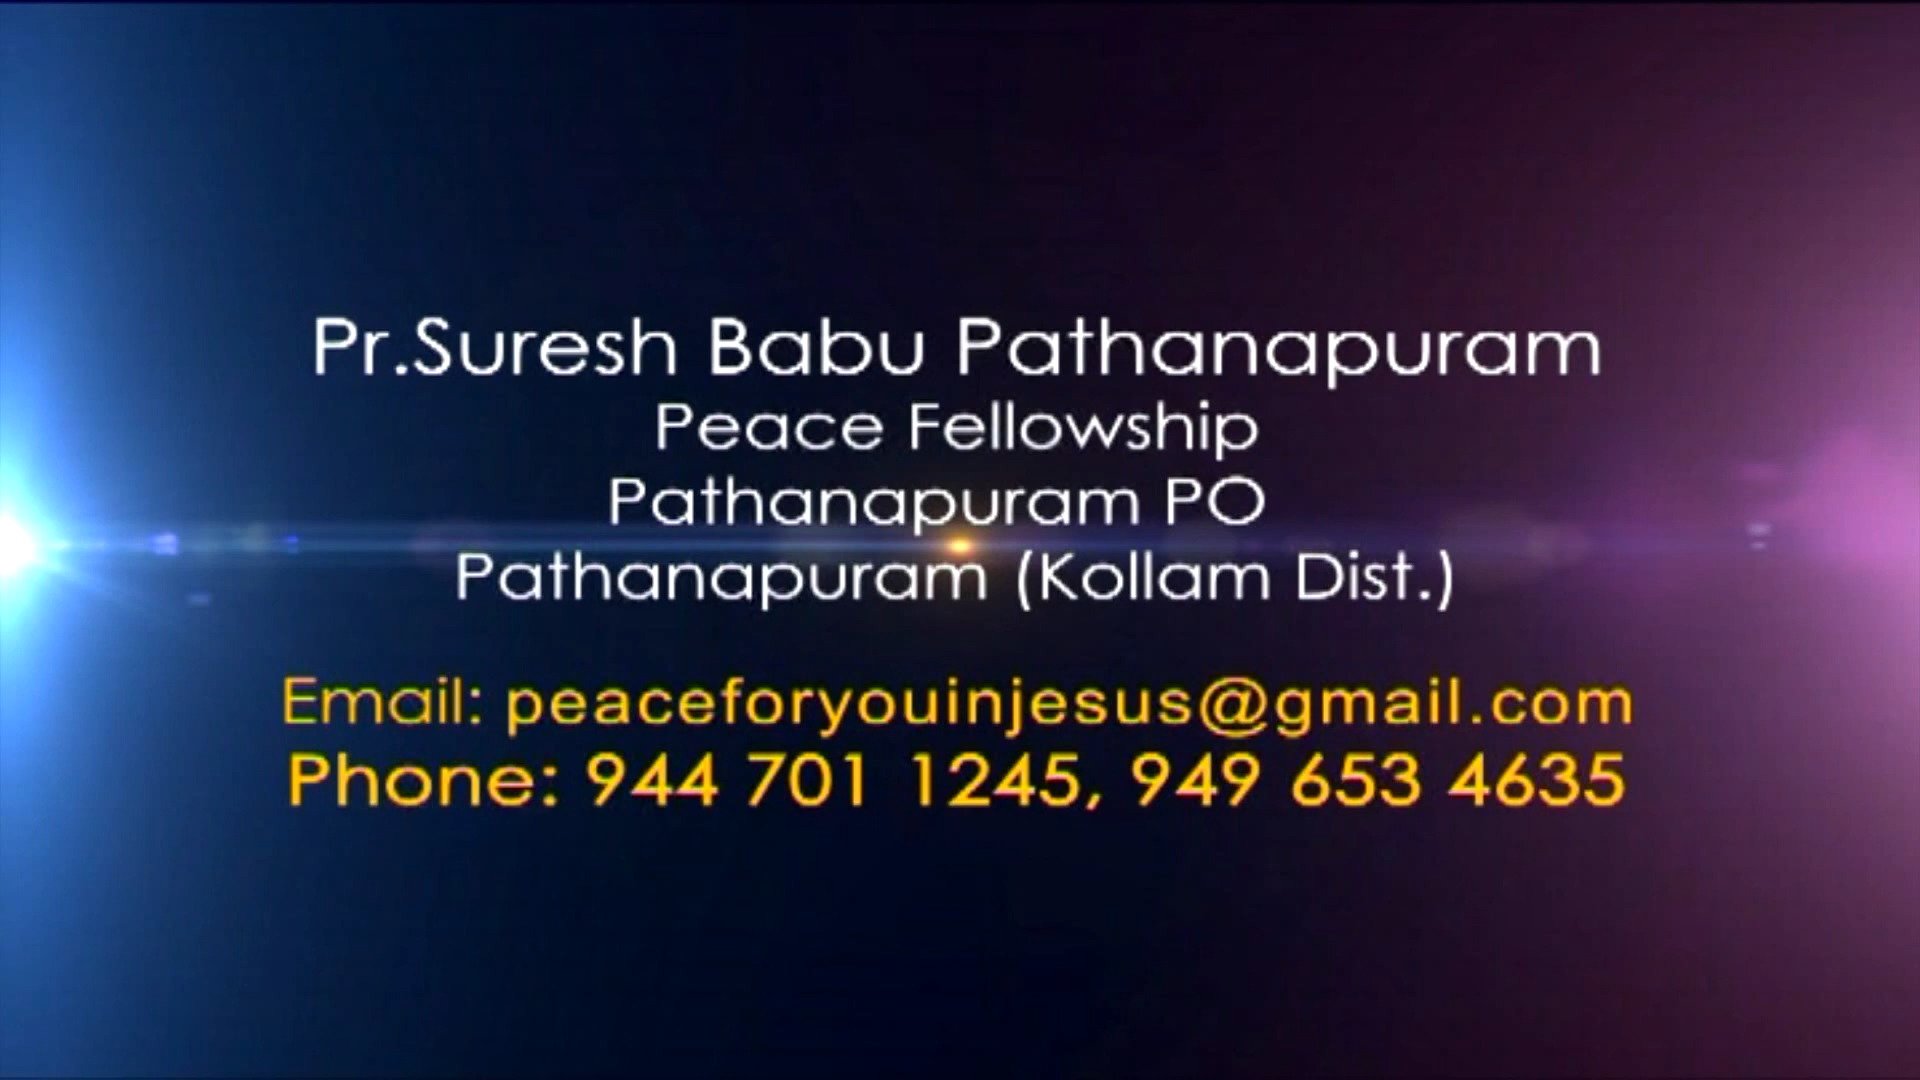 Pr.Suresh Babu Pathanapuram
Peace Fellowship
Pathanapuram PO
Pathanapuram (Kollam Dist.)
Email: peaceforyouinjesus@gmail.com
Phone: 944 701 1245, 949 653 4635